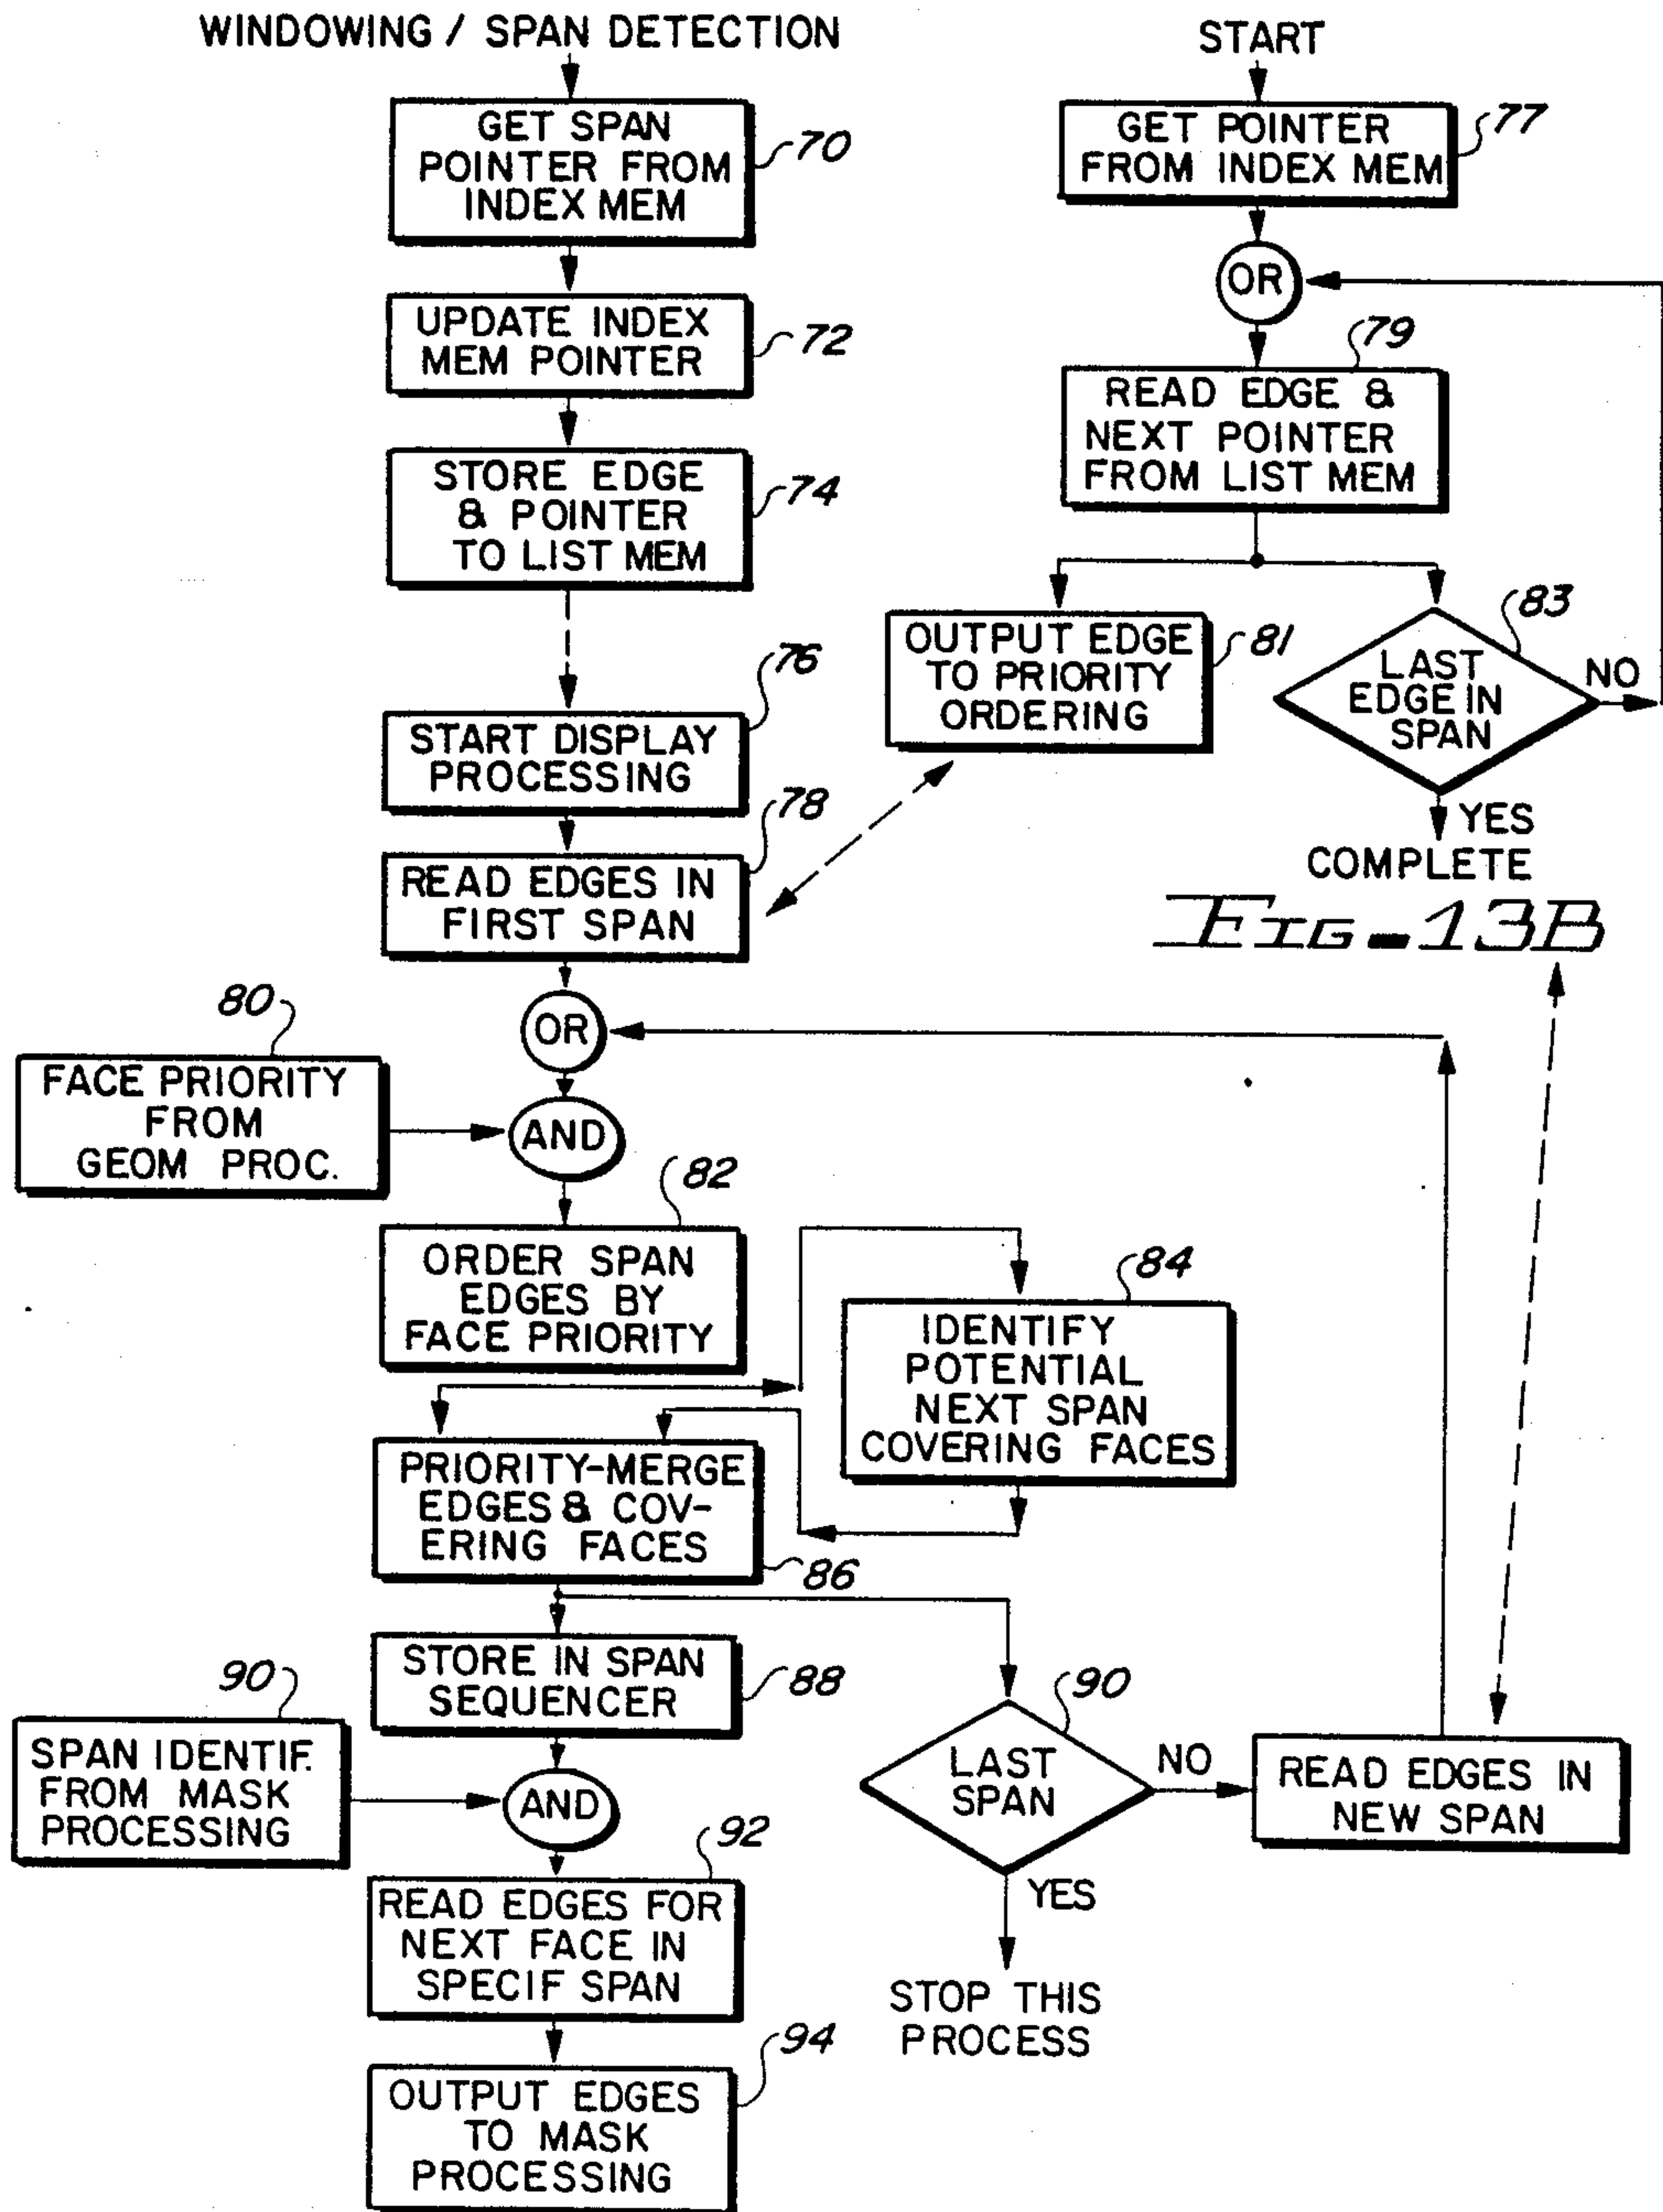 WINDOWING / SPAN DETECTION
GET SPAN
POINTER FROM
INDEX MEM
70
UPDATE INDEX
MEM POINTER
72
STORE EDGE
& POINTER
TO LIST MEM
74
START DISPLAY
PROCESSING
76
READ EDGES IN
FIRST SPAN
78
OR
80
FACE PRIORITY
FROM
GEOM PROC.
AND
82
ORDER SPAN
EDGES BY
FACE PRIORITY
84
IDENTIFY
POTENTIAL
NEXT SPAN
COVERING FACES
PRIORITY-MERGE
EDGES & COV-
ERING FACES
86
STORE IN SPAN
SEQUENCER
88
90
SPAN IDENTIF.
FROM MASK
PROCESSING
AND
92
READ EDGES FOR
NEXT FACE IN
SPECIF SPAN
OUTPUT EDGES
TO MASK
PROCESSING
94
90
LAST
SPAN
NO
YES
STOP THIS
PROCESS
READ EDGES IN
NEW SPAN
START
GET POINTER
FROM INDEX MEM
77
OR
79
READ EDGE &
NEXT POINTER
FROM LIST MEM
OUTPUT EDGE
TO PRIORITY
ORDERING
81
83
LAST
EDGE IN
SPAN
NO
YES
COMPLETE
FIG-13B